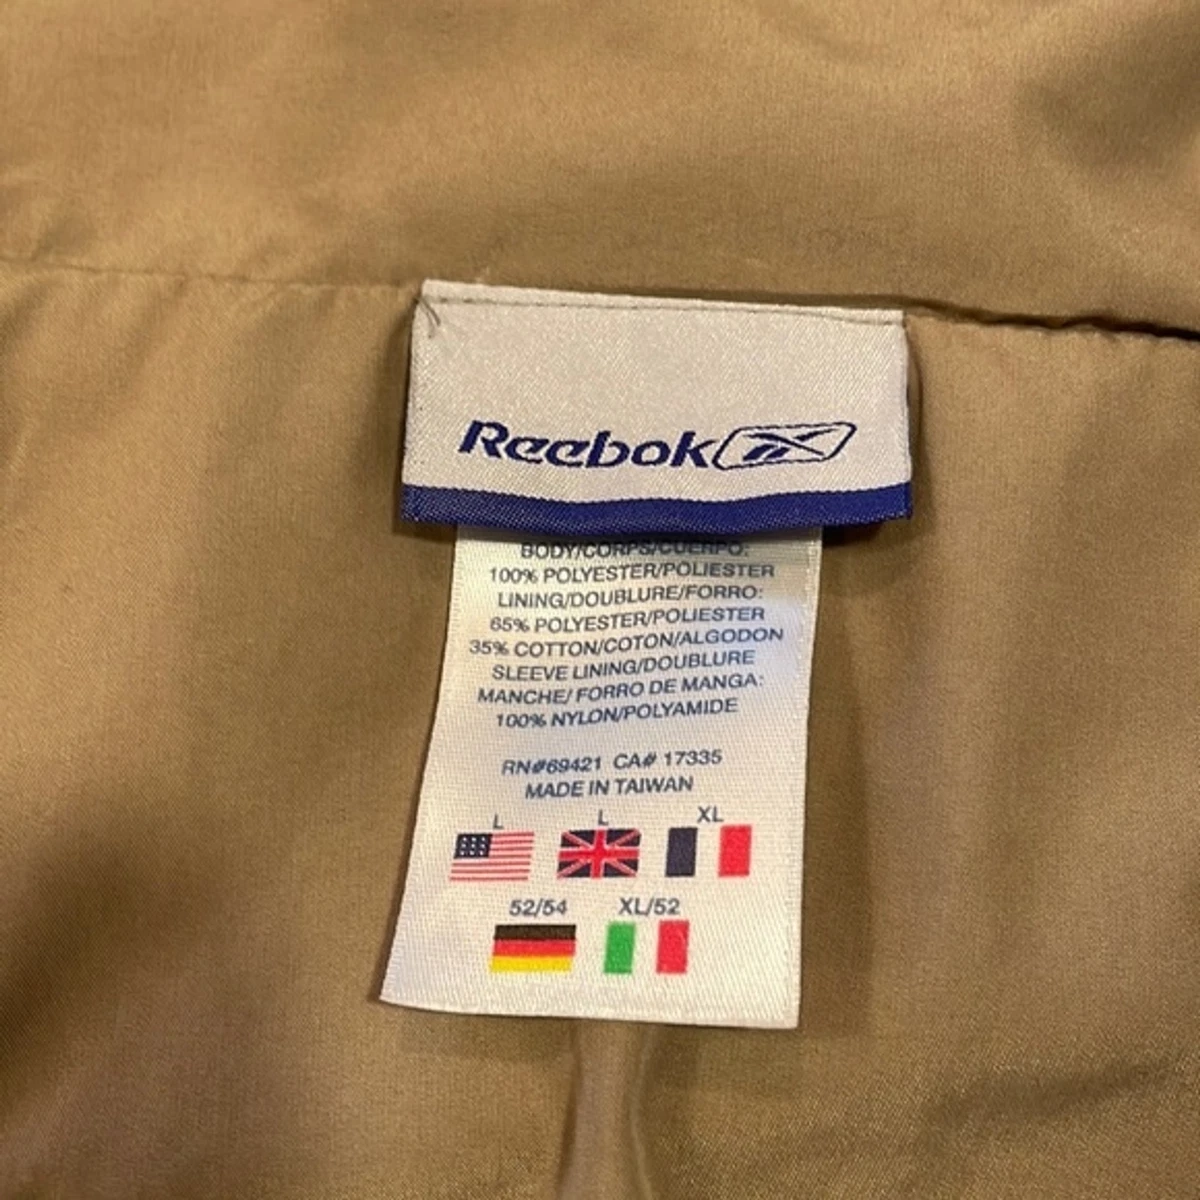 Reebok
BODY/CORPS/CUERPO:
100% POLYESTER/POLIESTER
LINING/DOUBLURE/FORRO:
65% POLYESTER/POLIESTER
35% COTTON/COTON/ALGODON
SLEEVE LINING/DOUBLURE
MANCHE/ FORRO DE MANGA:
100% NYLON/POLYAMIDE
RN#69421 CA# 17335
MADE IN TAIWAN
L L XL
52/54 XL/52